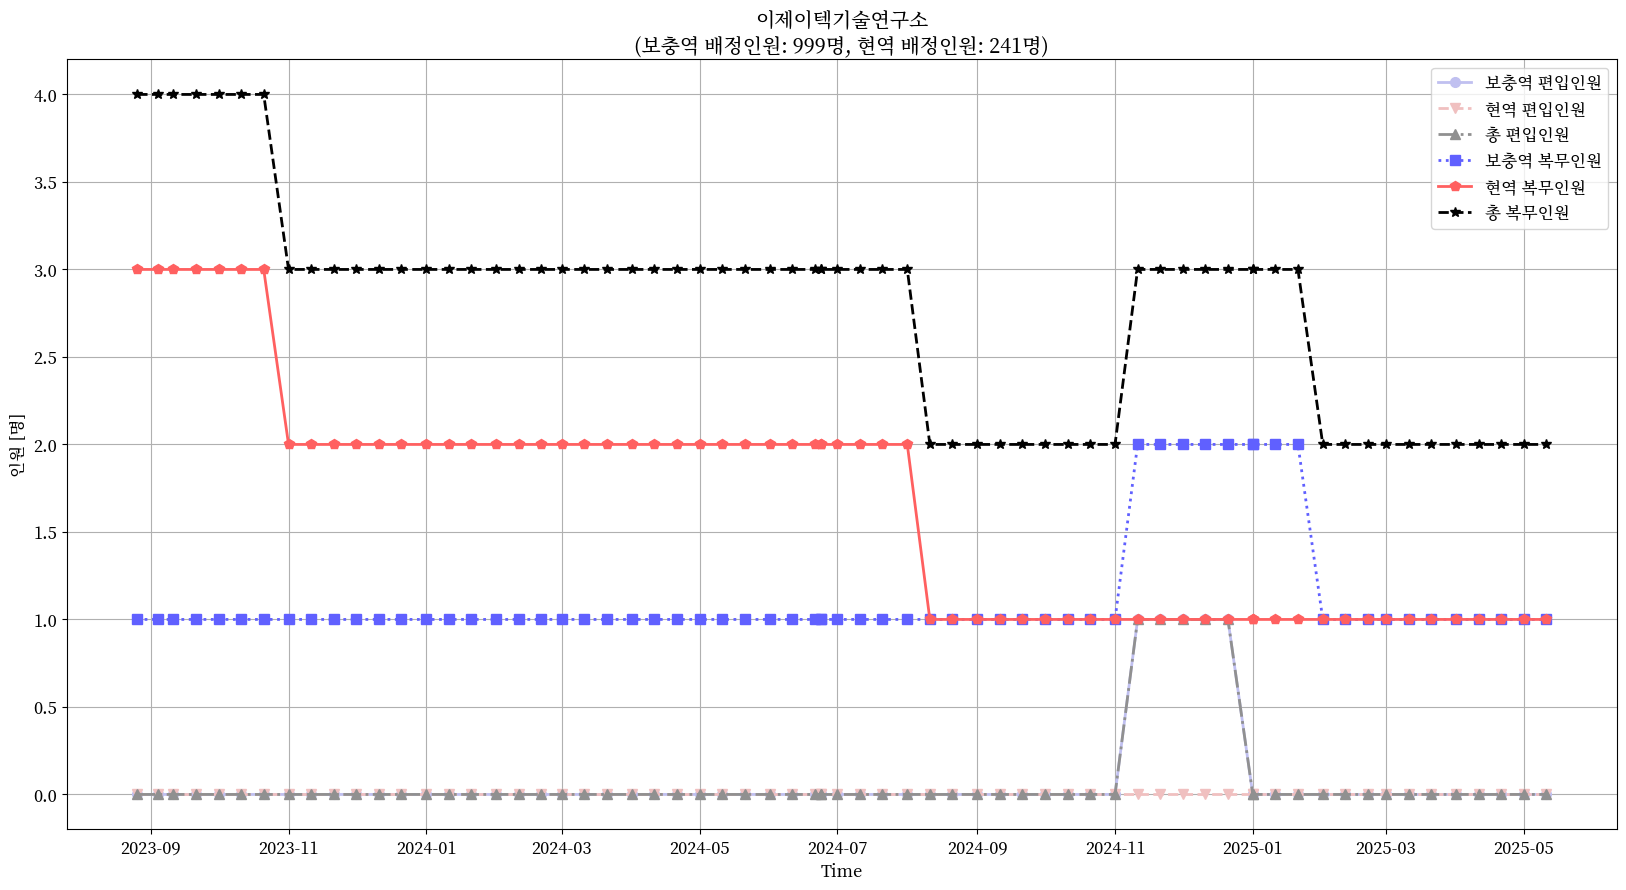 이제이텍기술연구소
(보충역 배정인원: 999명, 현역 배정인원: 241명)
보충역 편입인원
현역 편입인원
총 편입인원
보충역 복무인원
현역 복무인원
총 복무인원
인원 [명]
4.0
3.5
3.0
2.5
2.0
1.5
1.0
0.5
0.0
2023-09
2023-11
2024-01
2024-03
2024-05
2024-07
2024-09
2024-11
2025-01
2025-03
2025-05
Time